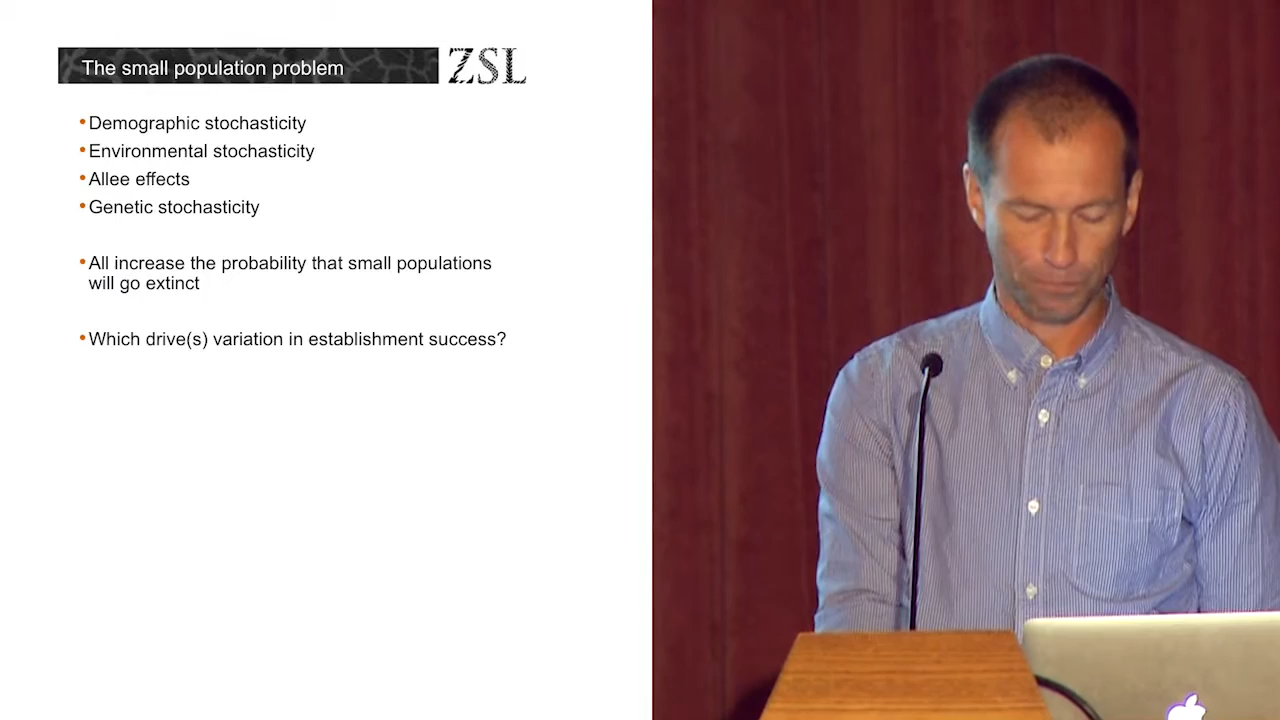 The small population problem
ZSL
•Demographic stochasticity
•Environmental stochasticity
•Allee effects
•Genetic stochasticity
•All increase the probability that small populations
will go extinct
•Which drive(s) variation in establishment success?